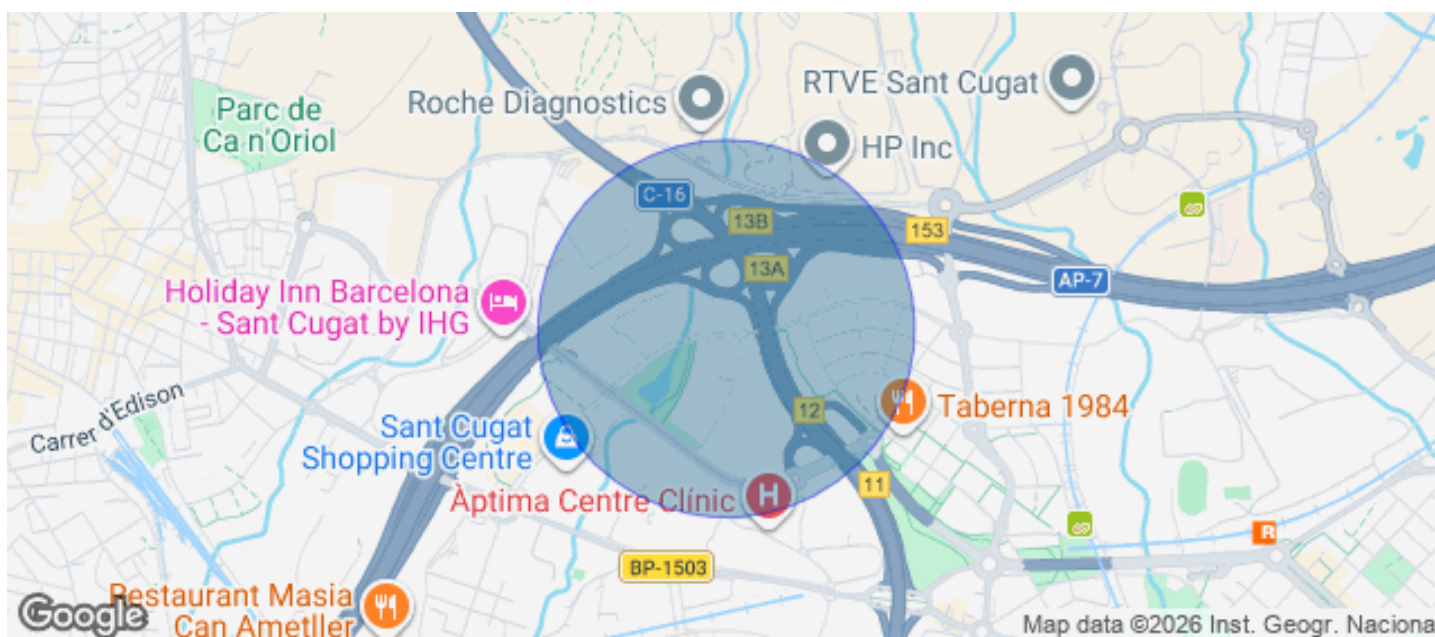 Parc de
Ca n'Oriol
Roche Diagnostics
RTVE Sant Cugat
HP Inc
C-16
13B
153
13A
AP-7
Holiday Inn Barcelona
- Sant Cugat by IHG
Carrer d'Edison
Sant Cugat
Shopping Centre
12
Taberna 1984
Àptima Centre Clínic
H
11
R
BP-1503
Restaurant Masia
Can Ametller
Google
Map data ©2026 Inst. Geogr. Naciona